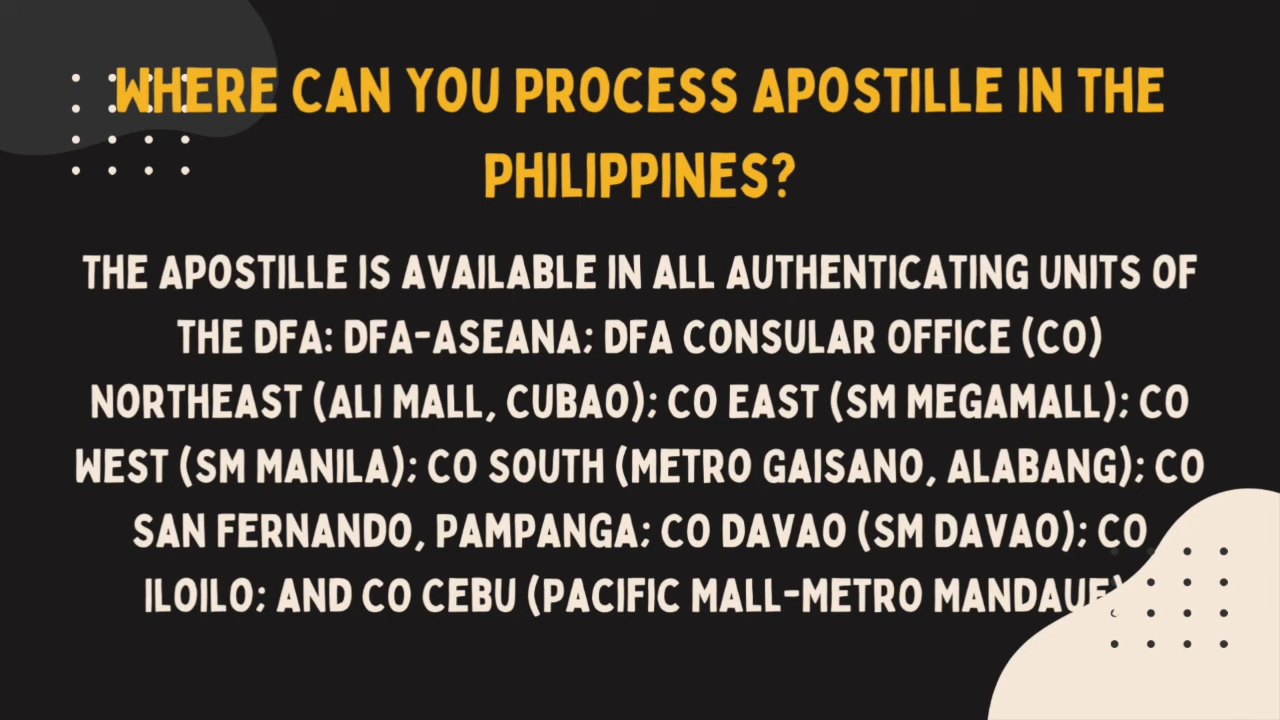 WHERE CAN YOU PROCESS APOSTILLE IN THE
PHILIPPINES?
THE APOSTILLE IS AVAILABLE IN ALL AUTHENTICATING UNITS OF
THE DFA: DFA-ASEANA; DFA CONSULAR OFFICE (CO)
NORTHEAST (ALI MALL, CUBAO); CO EAST (SM MEGAMALL); CO
WEST (SM MANILA); CO SOUTH (METRO GAISANO, ALABANG); CO
SAN FERNANDO, PAMPANGA; CO DAVAO (SM DAVAO); CO
ILOILO; AND CO CEBU (PACIFIC MALL-METRO MANDAUE)